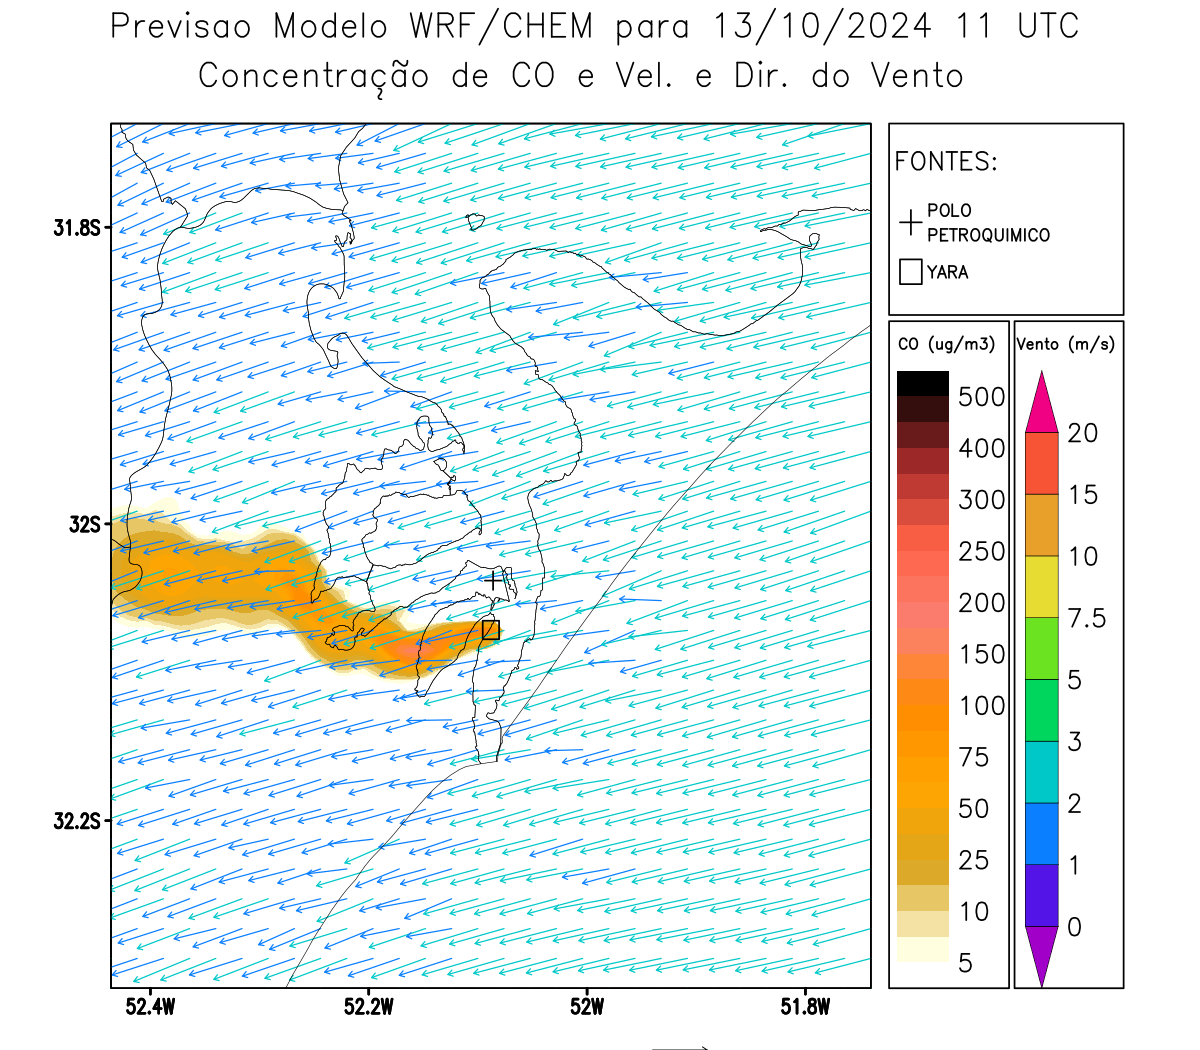 Previsao Modelo WRF/CHEM para 13/10/2024 11 UTC
Concentração de CO e Vel. e Dir. do Vento
FONTES:
POLO
PETROQUIMICO
YARA
CO (ug/m3)
500
400
300
250
200
150
100
75
50
25
10
5
Vento (m/s)
20
15
10
7.5
5
3
2
1
0
31.8S
32S
32.2S
52.4W
52.2W
52W
51.8W